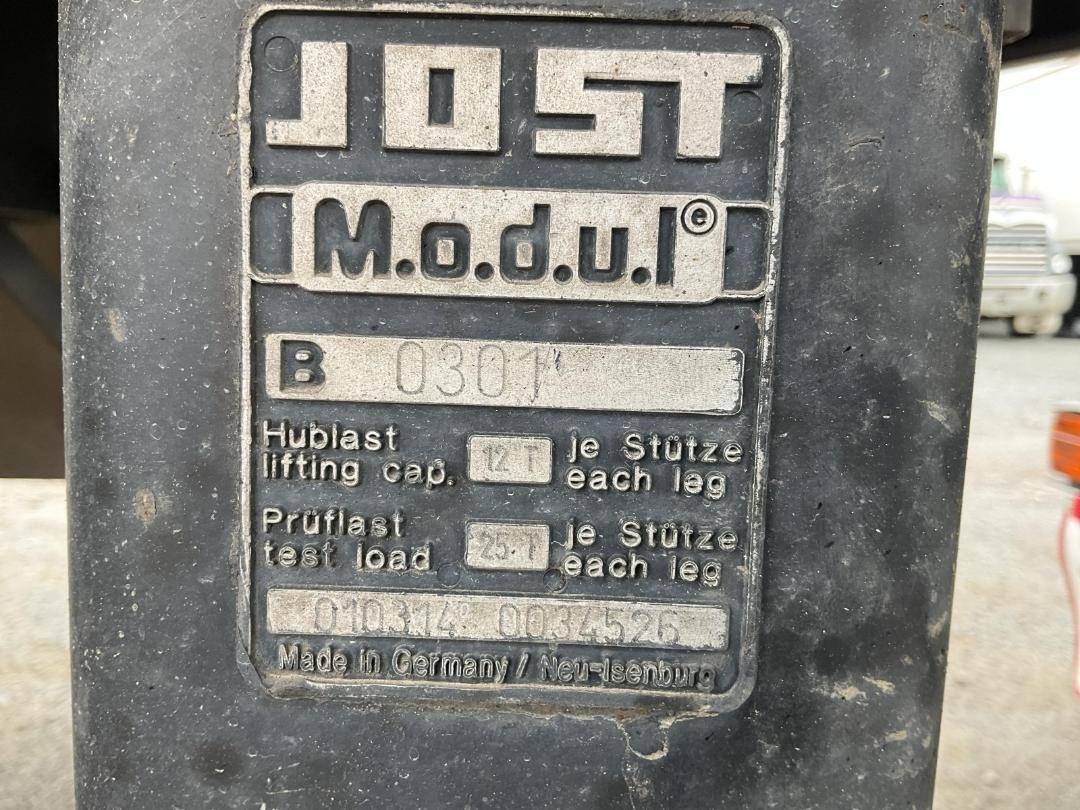 JOST
M.o.d.u.l e
B 0301
Hublast 12 T je Stütze
lifting cap. each leg
Prüflast 25 T je Stütze
test load each leg
010314 0034526
Made in Germany / Neu-Isenburg